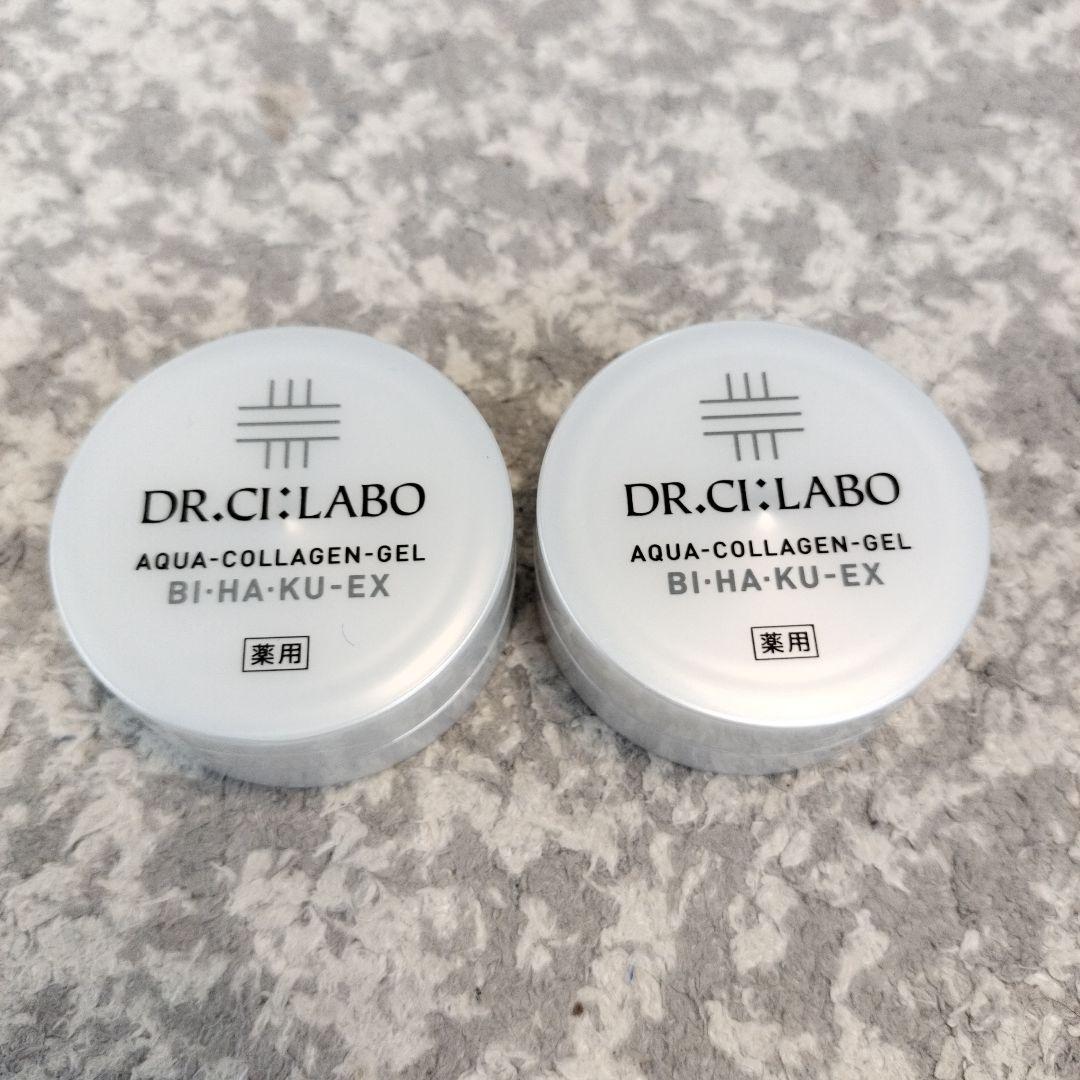 DR.CI:LABO
AQUA-COLLAGEN-GEL
BI·HA·KU-EX
薬用
DR.CI:LABO
AQUA-COLLAGEN-GEL
BI·HA·KU-EX
薬用